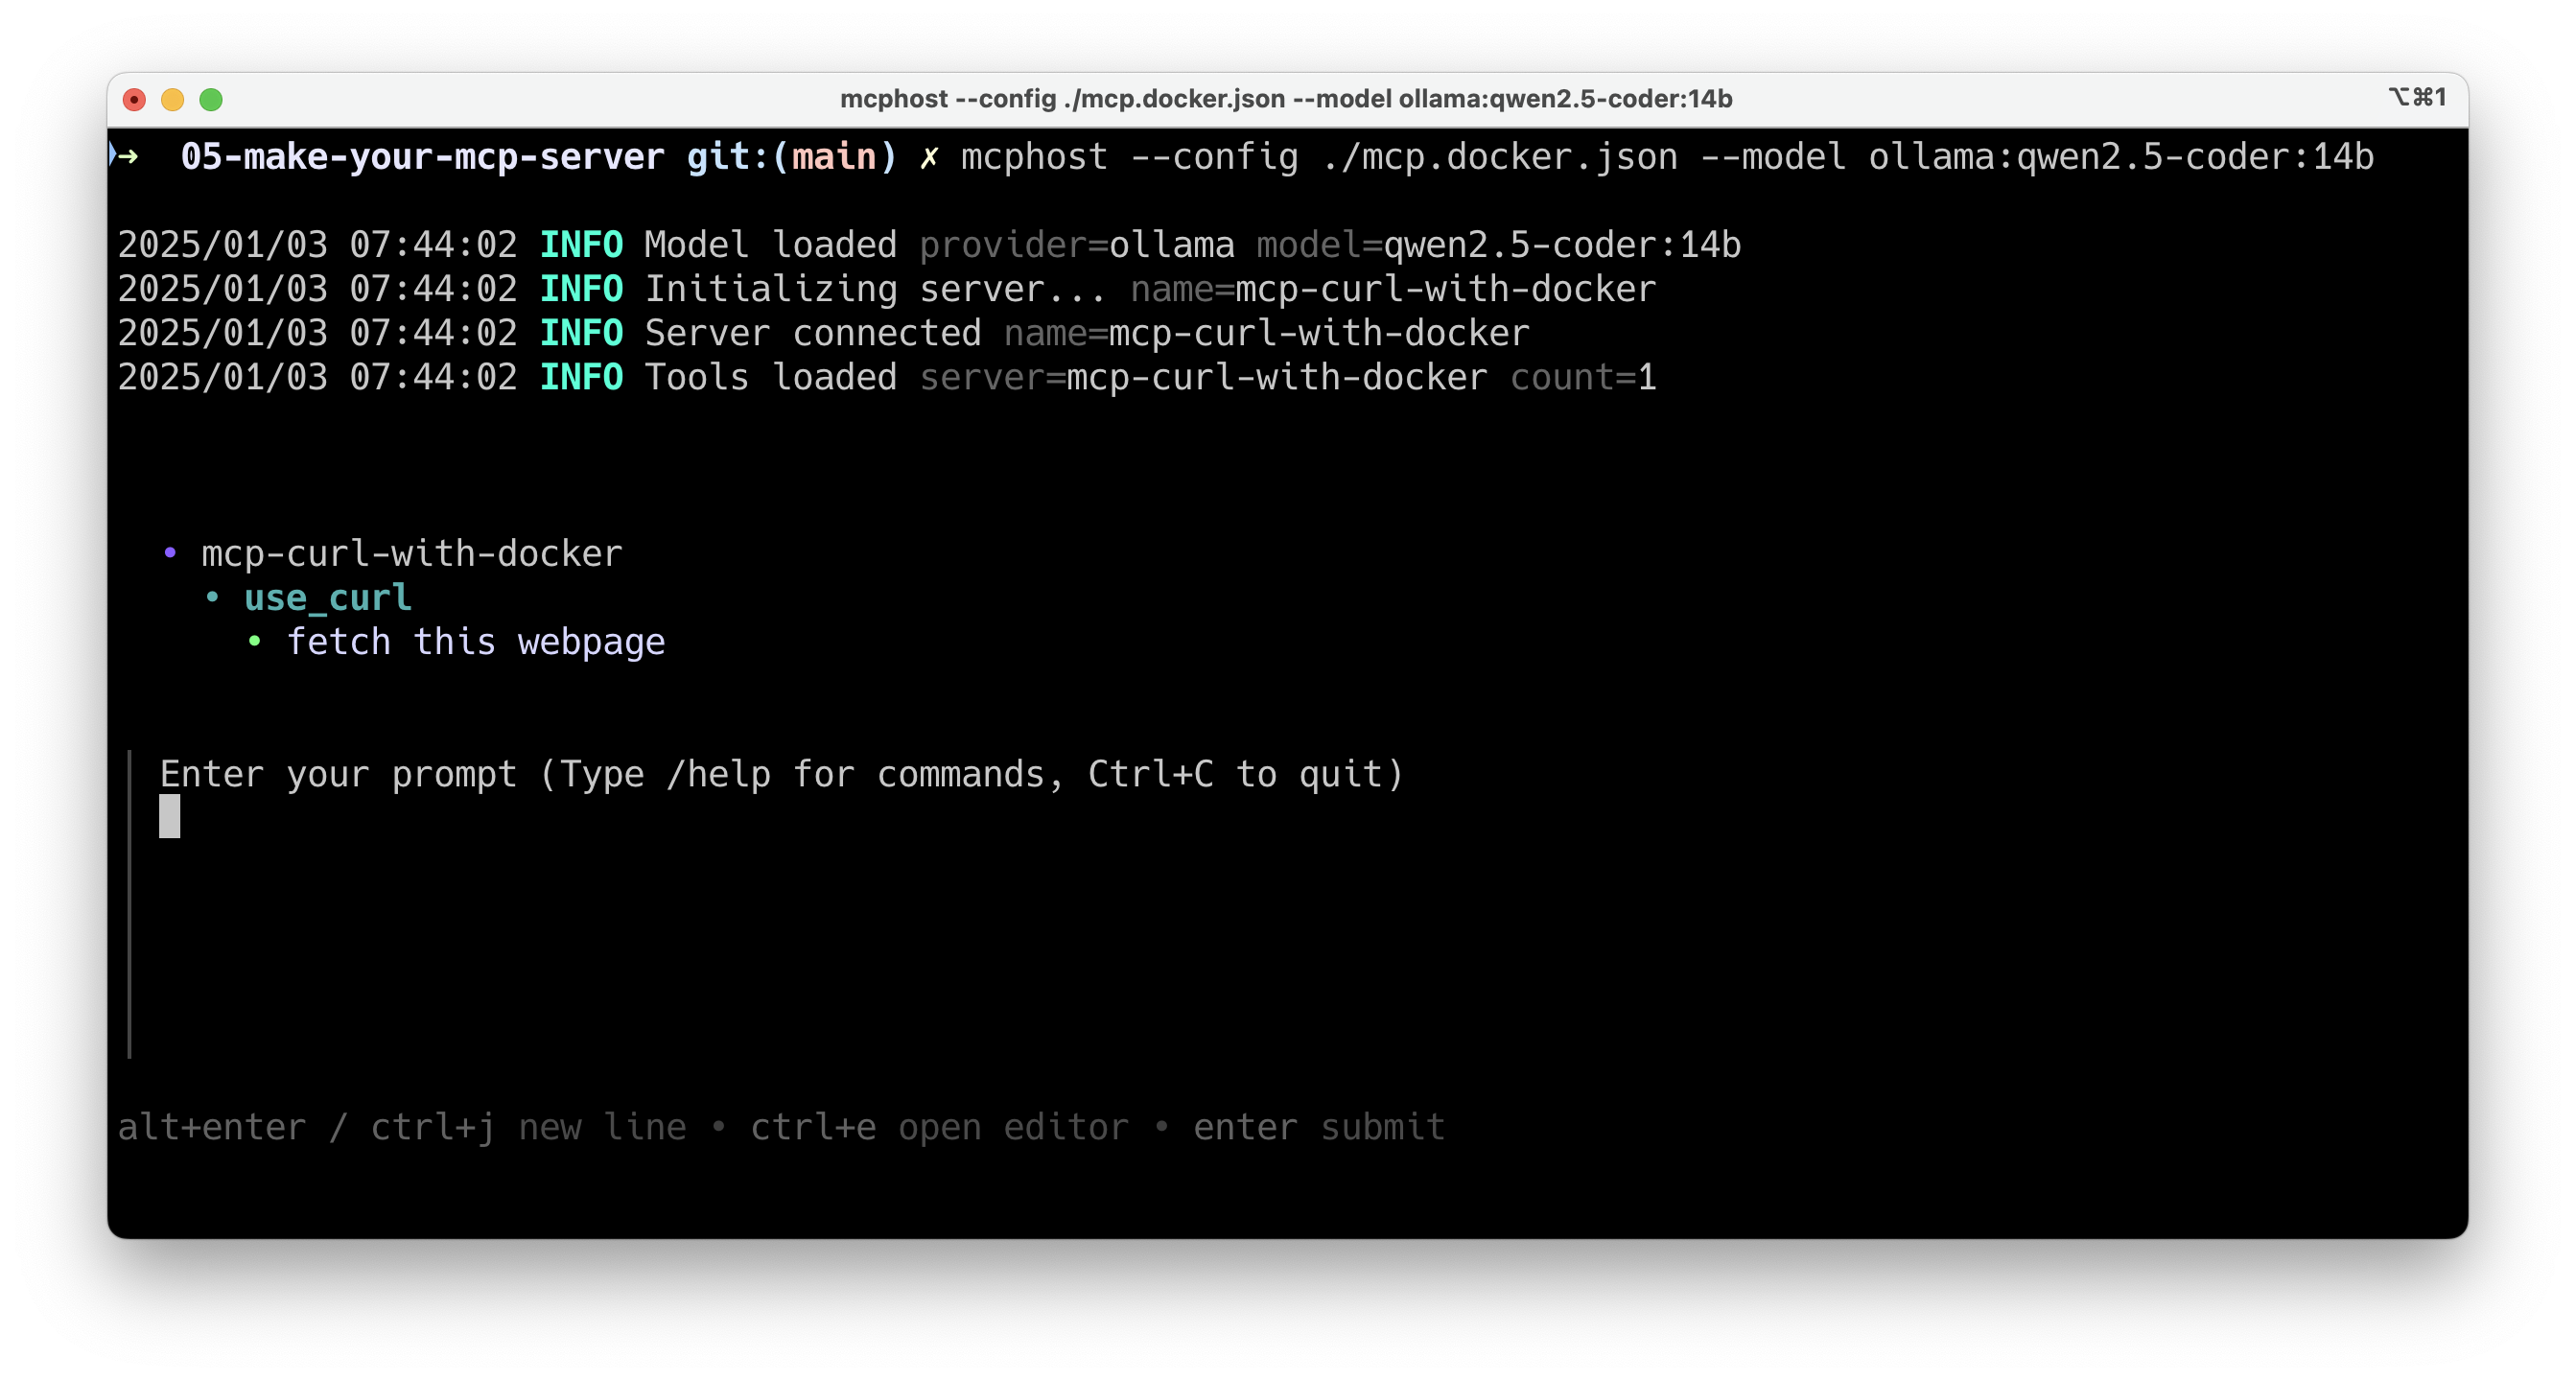 mcphost --config ./mcp.docker.json --model ollama:qwen2.5-coder:14b
⌥⌘1
➜ 05-make-your-mcp-server git:(main) ✗ mcphost --config ./mcp.docker.json --model ollama:qwen2.5-coder:14b
2025/01/03 07:44:02 INFO Model loaded provider=ollama model=qwen2.5-coder:14b
2025/01/03 07:44:02 INFO Initializing server... name=mcp-curl-with-docker
2025/01/03 07:44:02 INFO Server connected name=mcp-curl-with-docker
2025/01/03 07:44:02 INFO Tools loaded server=mcp-curl-with-docker count=1
• mcp-curl-with-docker
• use_curl
• fetch this webpage
Enter your prompt (Type /help for commands, Ctrl+C to quit)
alt+enter / ctrl+j new line • ctrl+e open editor • enter submit